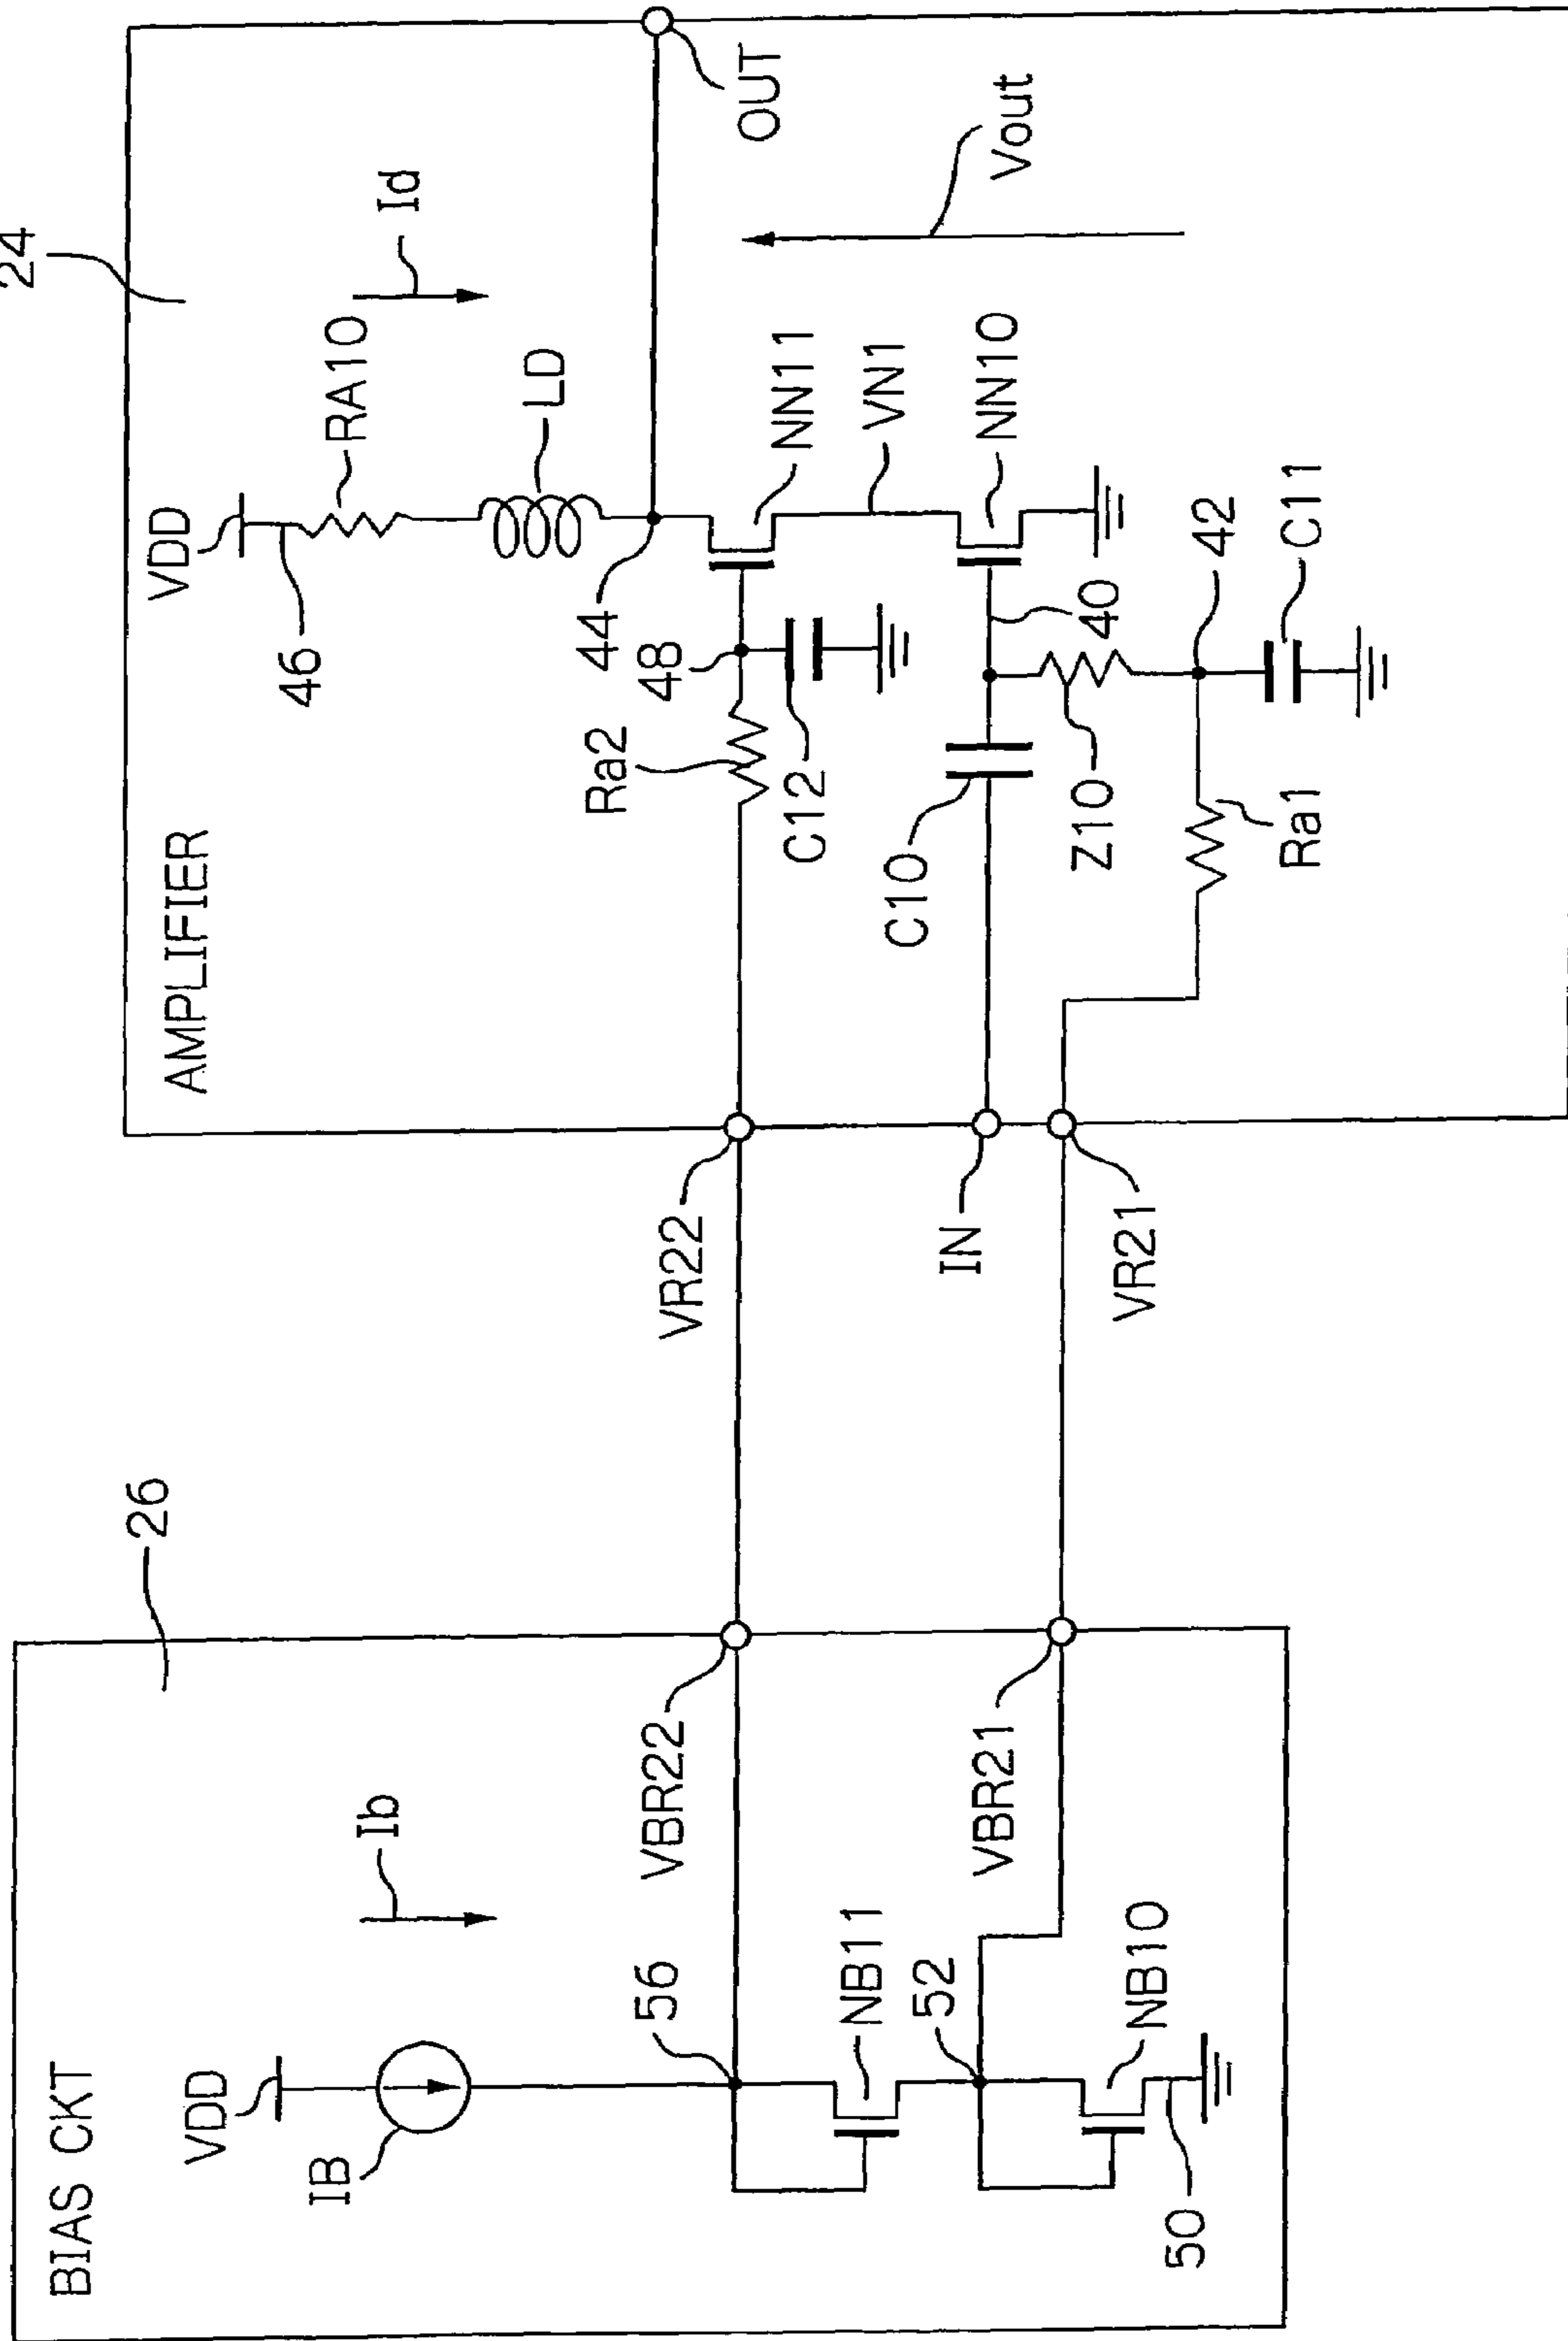 24
AMPLIFIER
VDD
46
RA10
Id
LD
44
OUT
48
Ra2
NN11
C12
Vout
VN1
C10
NN10
Z10
40
42
Ra1
C11
VR22
IN
VR21
26
BIAS CKT
VDD
IB
Ib
VBR22
56
VBR21
NB11
52
NB10
50